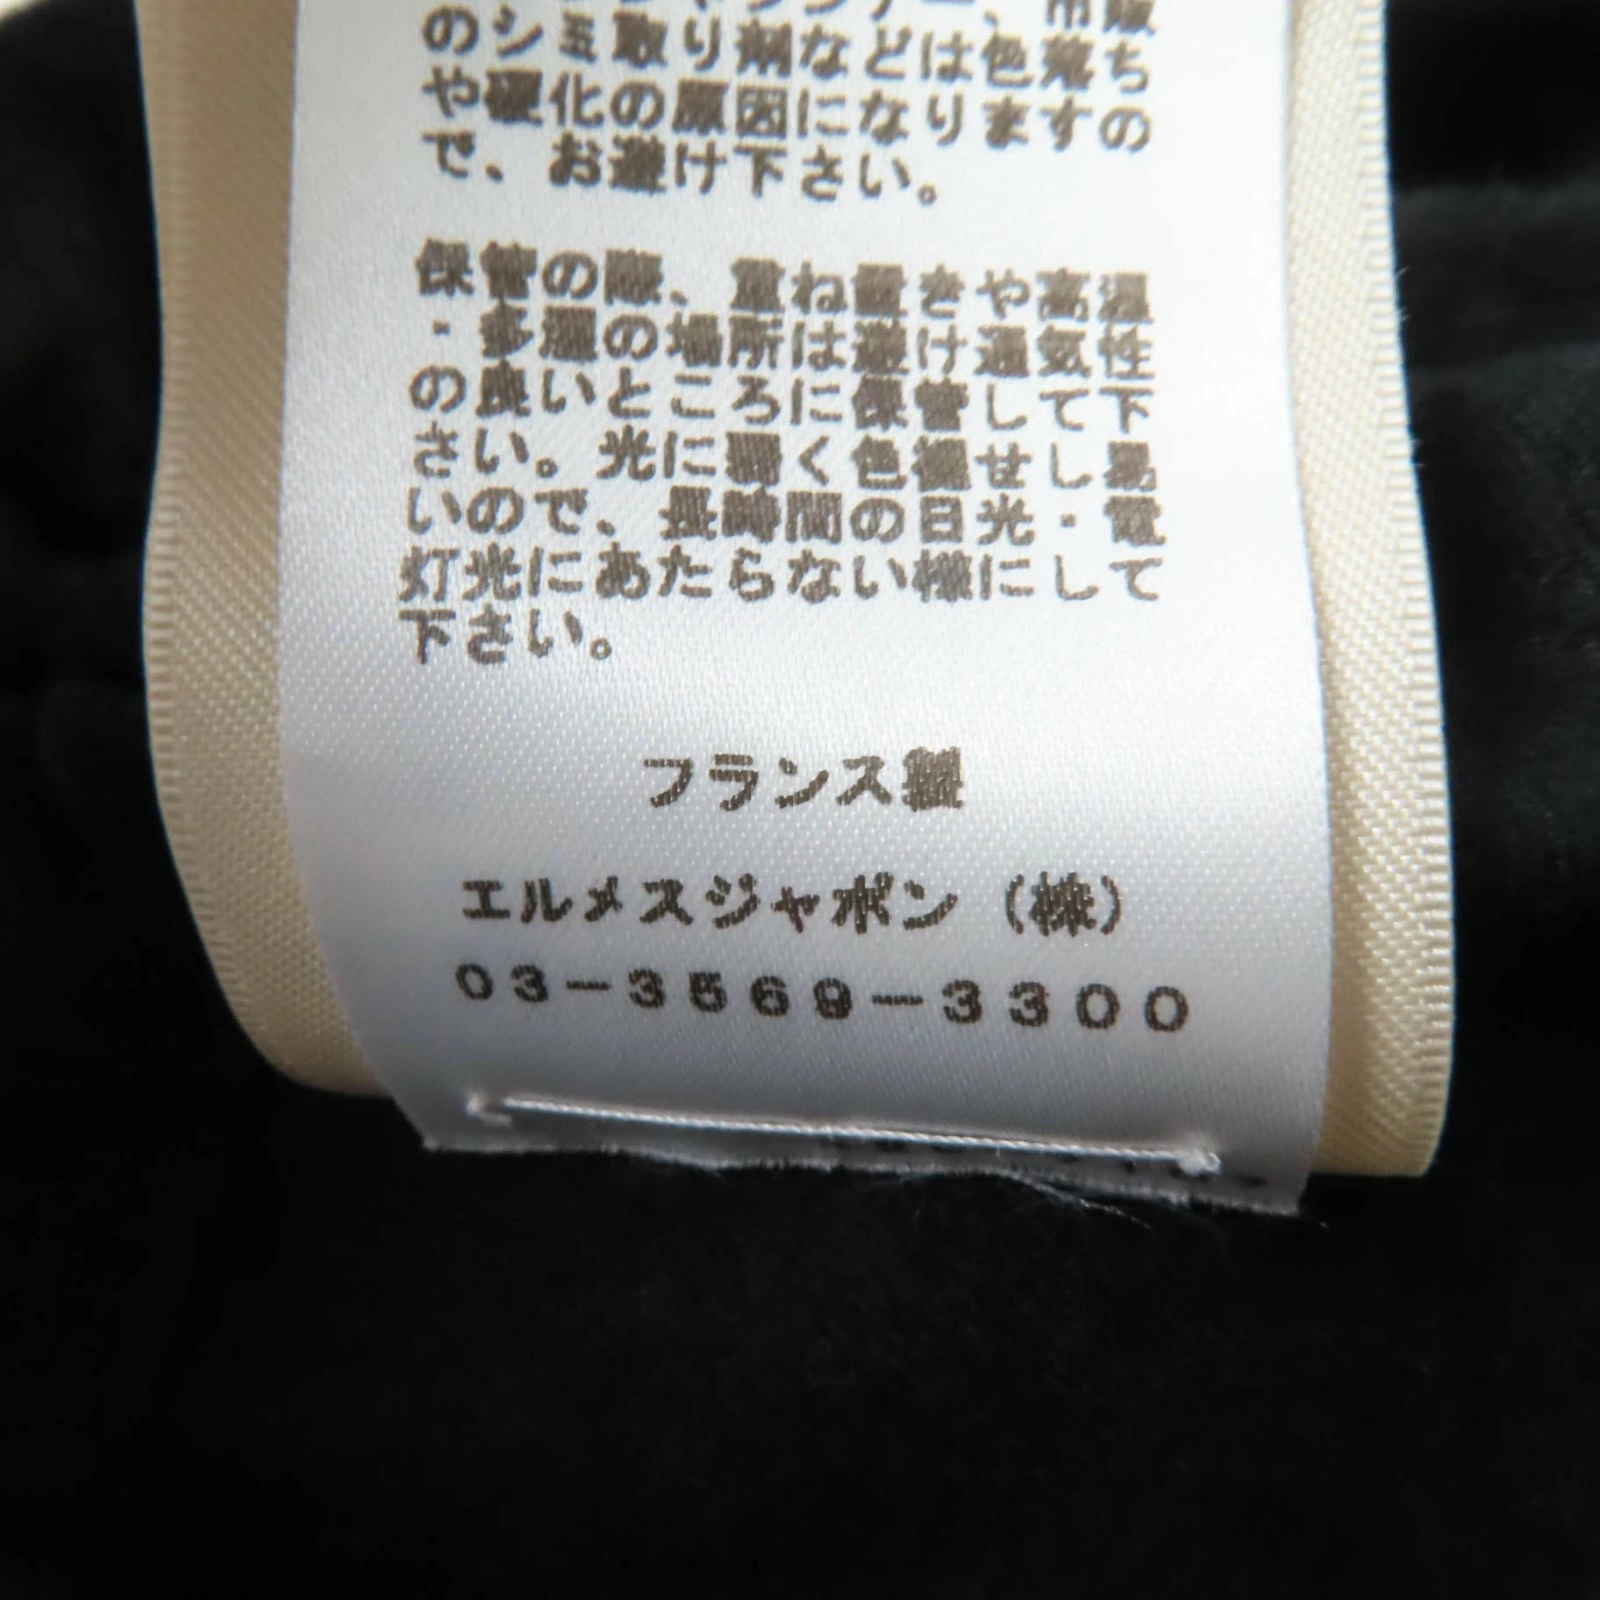 のシミ取り剤などは色落ち
や硬化の原因になりますの
で、お避け下さい。
保管の際、重ね置きや高温
・多湿の場所は避け通気性
の良いところに保管して下
さい。光に弱く色褪せし易
いので、長時間の日光・電
灯光にあたらない様にして
下さい。
フランス製
エルメスジャポン（株）
03-3569-3300